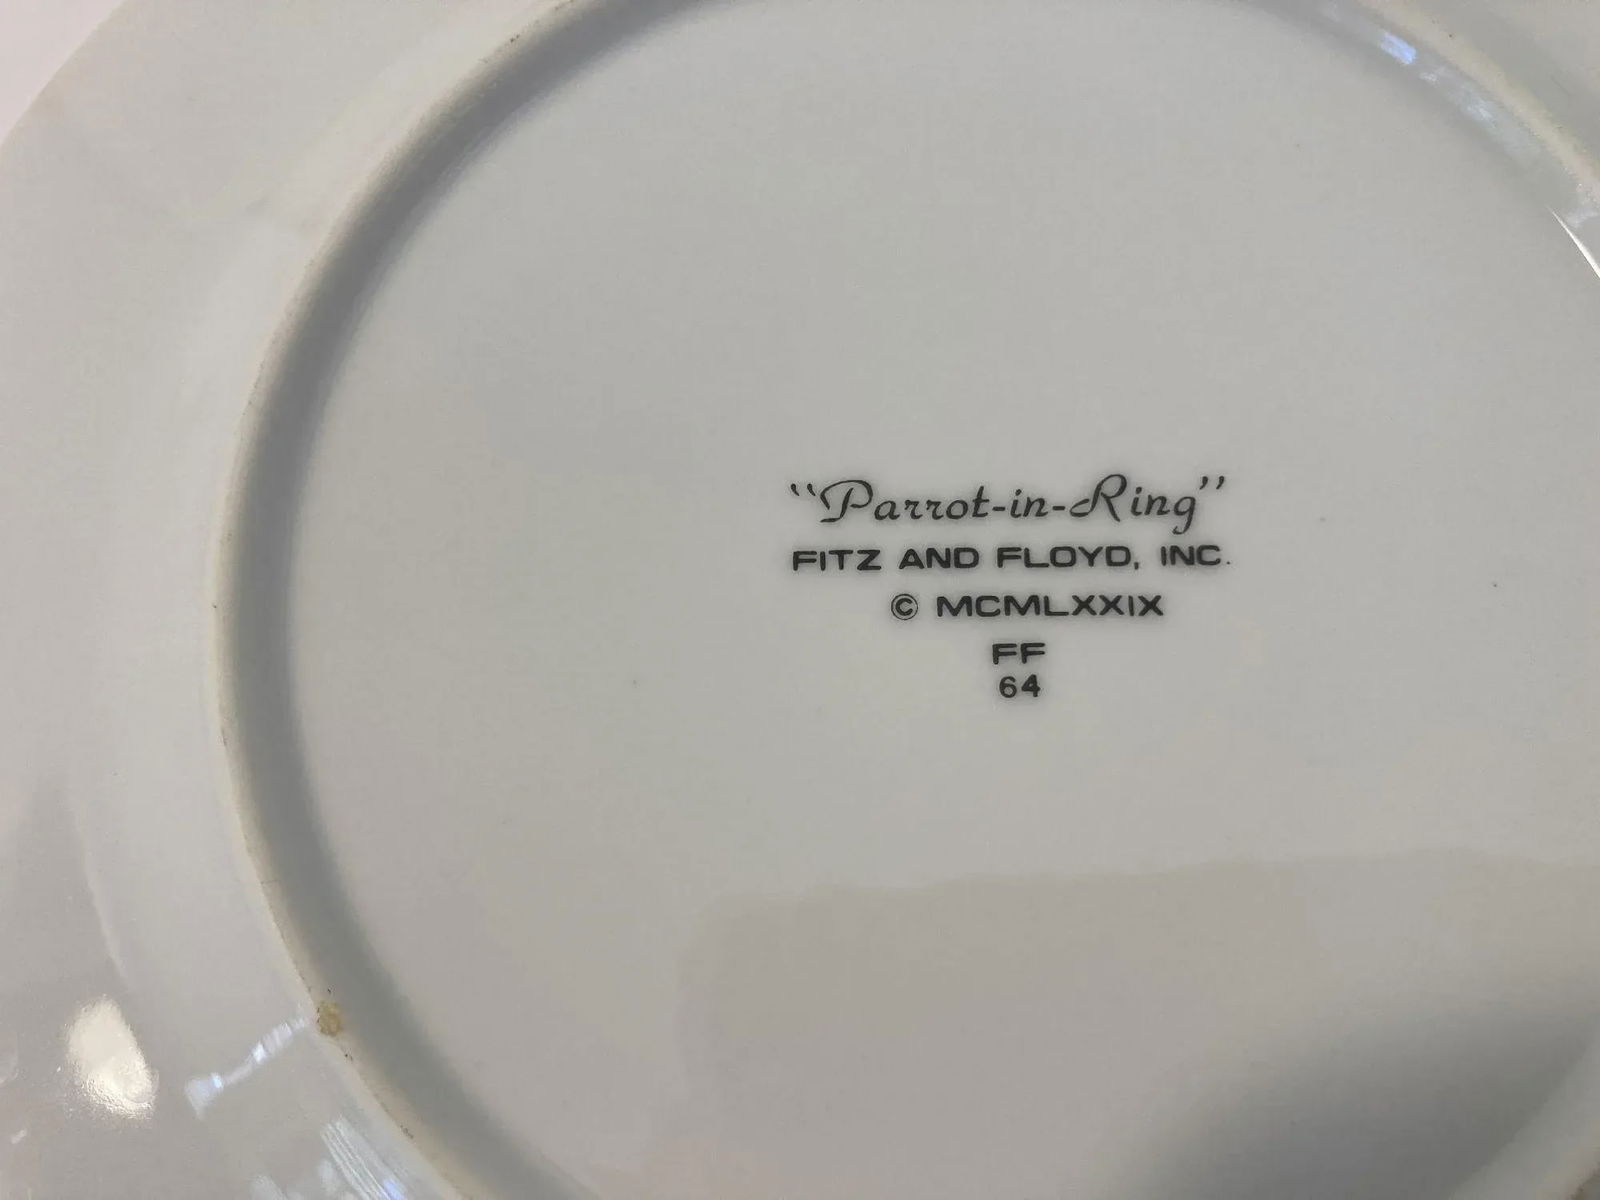 “Parrot-in-Ring”
FITZ AND FLOYD, INC.
© MCMLXXIX
FF
64